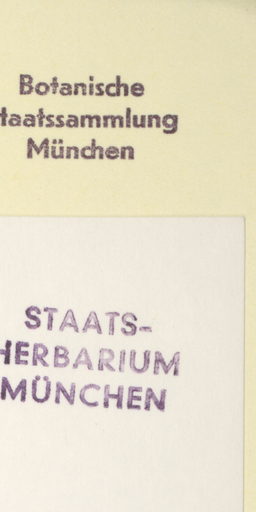 Botanische
taatssammlung
München
STAATS-
HERBARIUM
MÜNCHEN